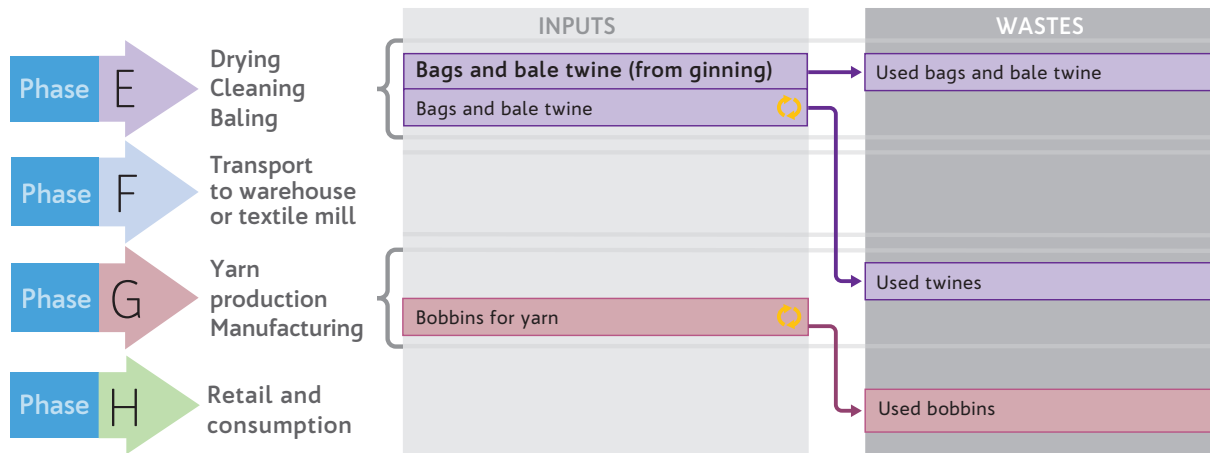 INPUTS
WASTES
Phase E
Drying
Cleaning
Baling
Bags and bale twine (from ginning)
Used bags and bale twine
Bags and bale twine
Phase F
Transport
to warehouse
or textile mill
Phase G
Yarn
production
Manufacturing
Used twines
Bobbins for yarn
Phase H
Retail and
consumption
Used bobbins